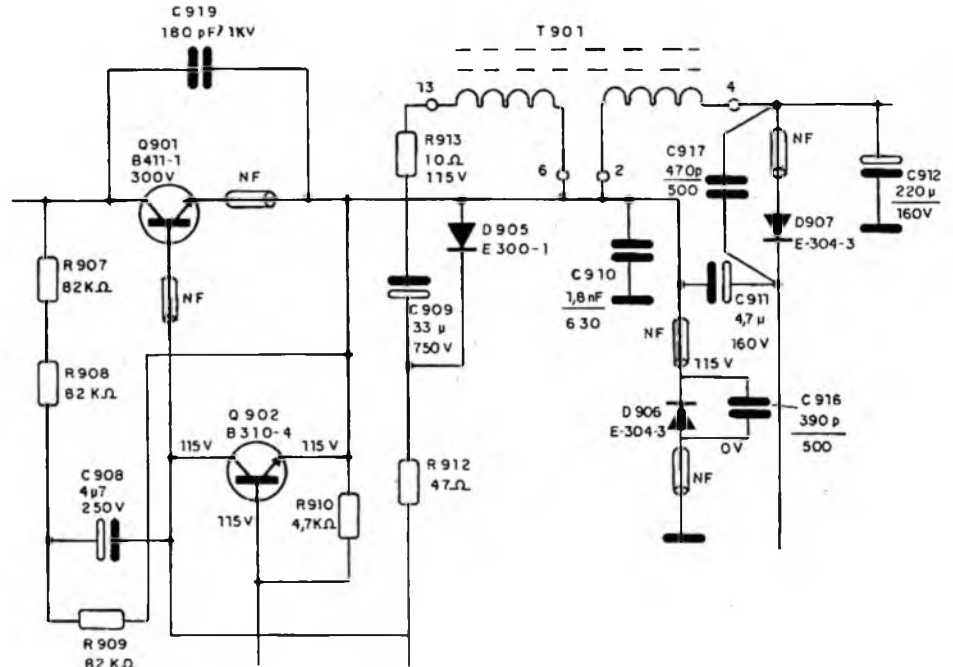 C919
180 pF/1KV
T901
13
4
Q901
B411-1
300V
NF
R913
10Ω
115V
6
2
C917
470p
500
NF
C912
220µ
160V
D905
E300-1
D907
E-304-3
R907
82KΩ
NF
C910
1,8nF
630
C911
4,7µ
160V
C909
33µ
750V
NF
115V
R908
82KΩ
Q902
B310-4
D906
E-304-3
C916
390p
500
115V
115V
0V
C908
4µ7
250V
115V
R910
4,7KΩ
R912
47Ω
NF
R909
82KΩ